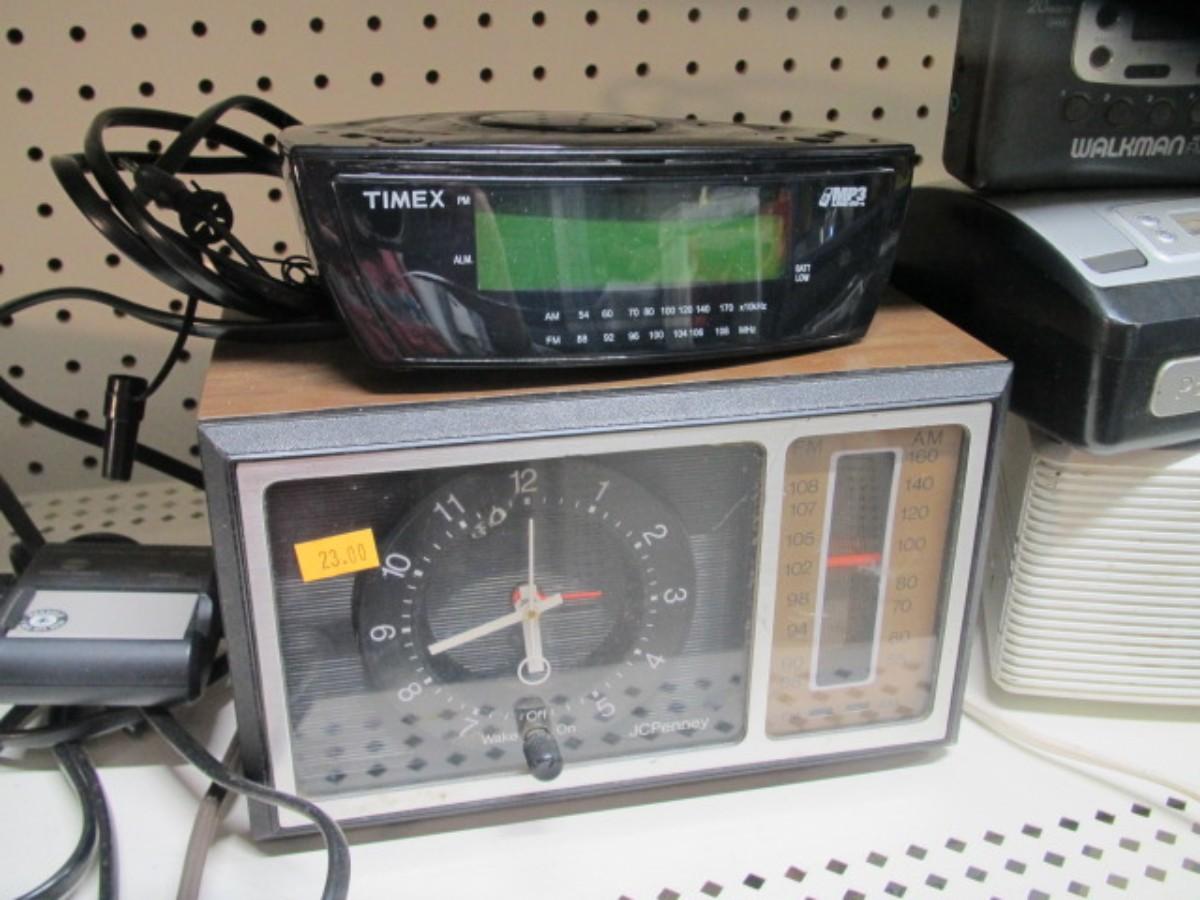 WALKMAN
TIMEX PM MP3
ALM.
BATT
LOW
AM 54 60 70 80 100 120 140 170 x10kHz
FM 88 92 96 100 104 106 108 MHz
23.00
12
1
2
3
4
5
7
8
9
10
11
Off
Wake On
JCPenney
FM AM
108 160
107 140
105 120
102 100
98 80
94 70
90 60